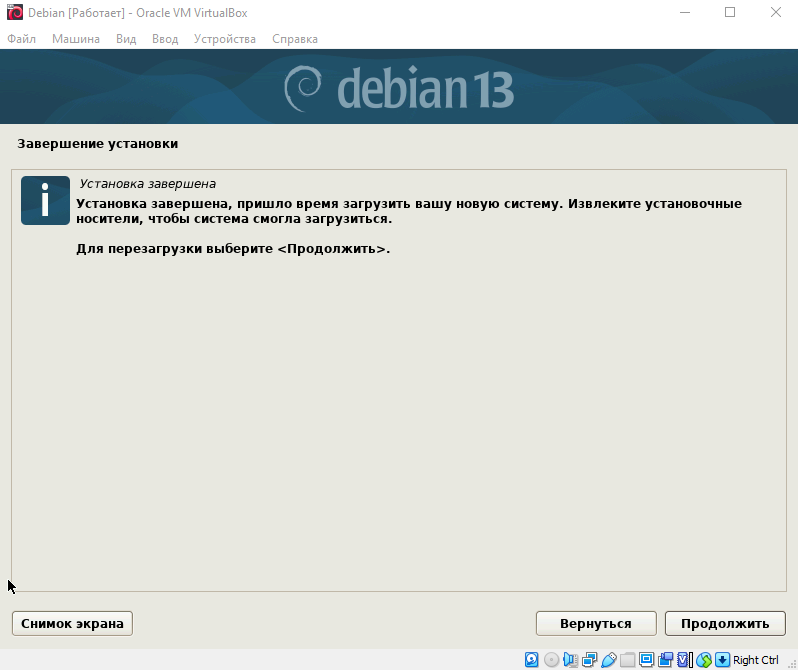 Debian [Работает] - Oracle VM VirtualBox
Файл Машина Вид Ввод Устройства Справка
debian 13
Завершение установки
Установка завершена
Установка завершена, пришло время загрузить вашу новую систему. Извлеките установочные
носители, чтобы система смогла загрузиться.
Для перезагрузки выберите <Продолжить>.
Снимок экрана Вернуться Продолжить
Right Ctrl